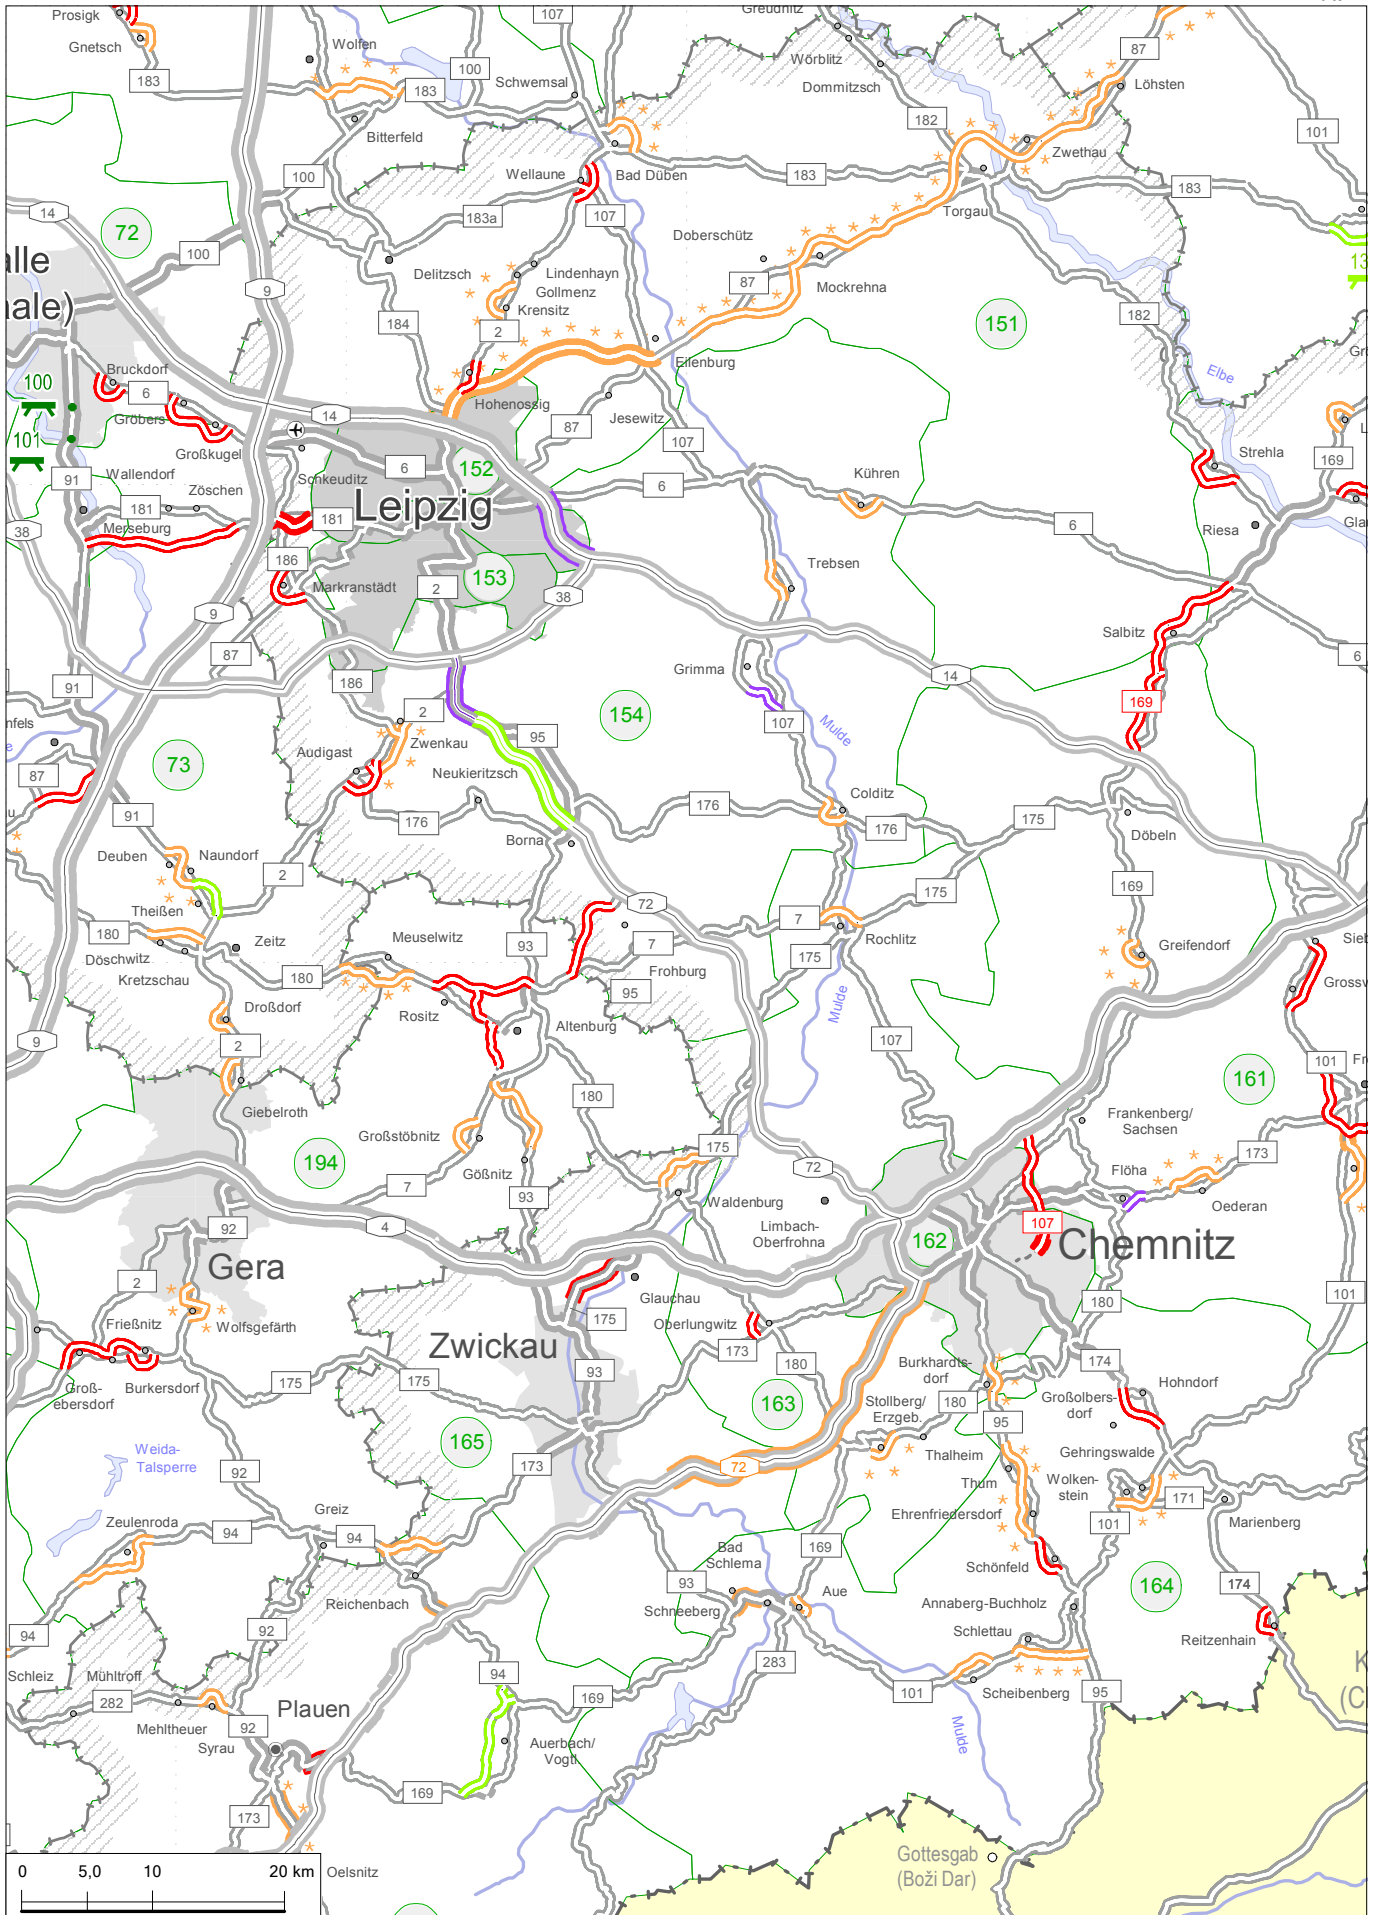 Prosigk
Gnetsch
183
Wolfen
100
183
Bitterfeld
107
Schwemsal
Wörblitz
Dommitzsch
182
87
Löhsten
101
Zwethau
14
72
100
100
Wellaune
183a
107
Bad Düben
183
183
Torgau
Doberschütz
87
Mockrehna
9
Delitzsch
Lindenhayn
Gollmenz
Krensitz
184
2
151
182
Elbe
100
101
Bruckdorf
6
Gröbers
Großkugel
14
Hohenossig
Eilenburg
Jesewitz
87
107
Schkeuditz
6
152
Leipzig
6
Kühren
6
Strehla
169
Riesa
91
Wallendorf
Zöschen
181
Merseburg
38
181
186
Markranstädt
2
153
38
Trebsen
9
87
186
Grimma
107
Mulde
14
Salbitz
169
6
91
154
73
87
Audigast
2
Zwenkau
95
Neukieritzsch
176
Borna
176
Colditz
176
175
Döbeln
91
Deuben
Naundorf
2
Theißen
180
Döschwitz
Kretzschau
Zeitz
180
Meuselwitz
93
72
7
Frohburg
95
7
175
Rochlitz
175
169
Greifendorf
Mulde
Droßdorf
2
Giebelroth
Rositz
Altenburg
9
107
161
101
180
Großstöbnitz
Gößnitz
93
7
194
175
72
Waldenburg
Limbach-
Oberfrohna
Frankenberg/
Sachsen
Flöha
173
Oederan
92
4
Gera
162
107
Chemnitz
2
Wolfsgefärth
Frießnitz
Groß-
ebersdorf
Burkersdorf
175
175
175
Glauchau
Oberlungwitz
173
180
Zwickau
93
163
180
101
174
Hohndorf
Burkhardts-
dorf
Großolbers-
dorf
Stollberg/
Erzgeb.
180
95
Thalheim
Thum
Gehringswalde
Wolken-
stein
171
Marienberg
101
Ehrenfriedersdorf
Schönfeld
165
173
72
Weida-
Talsperre
92
Zeulenroda
94
Greiz
94
Reichenbach
169
Bad
Schlema
93
Schneeberg
Aue
Annaberg-Buchholz
Schlettau
164
174
Reitzenhain
94
92
Schleiz
Mühltroff
282
Mehltheuer
Syrau
92
Plauen
94
169
283
101
Scheibenberg
95
Mulde
Auerbach/
169
173
Oelsnitz
Gottesgab
(Boži Dar)
0
5,0
10
20 km